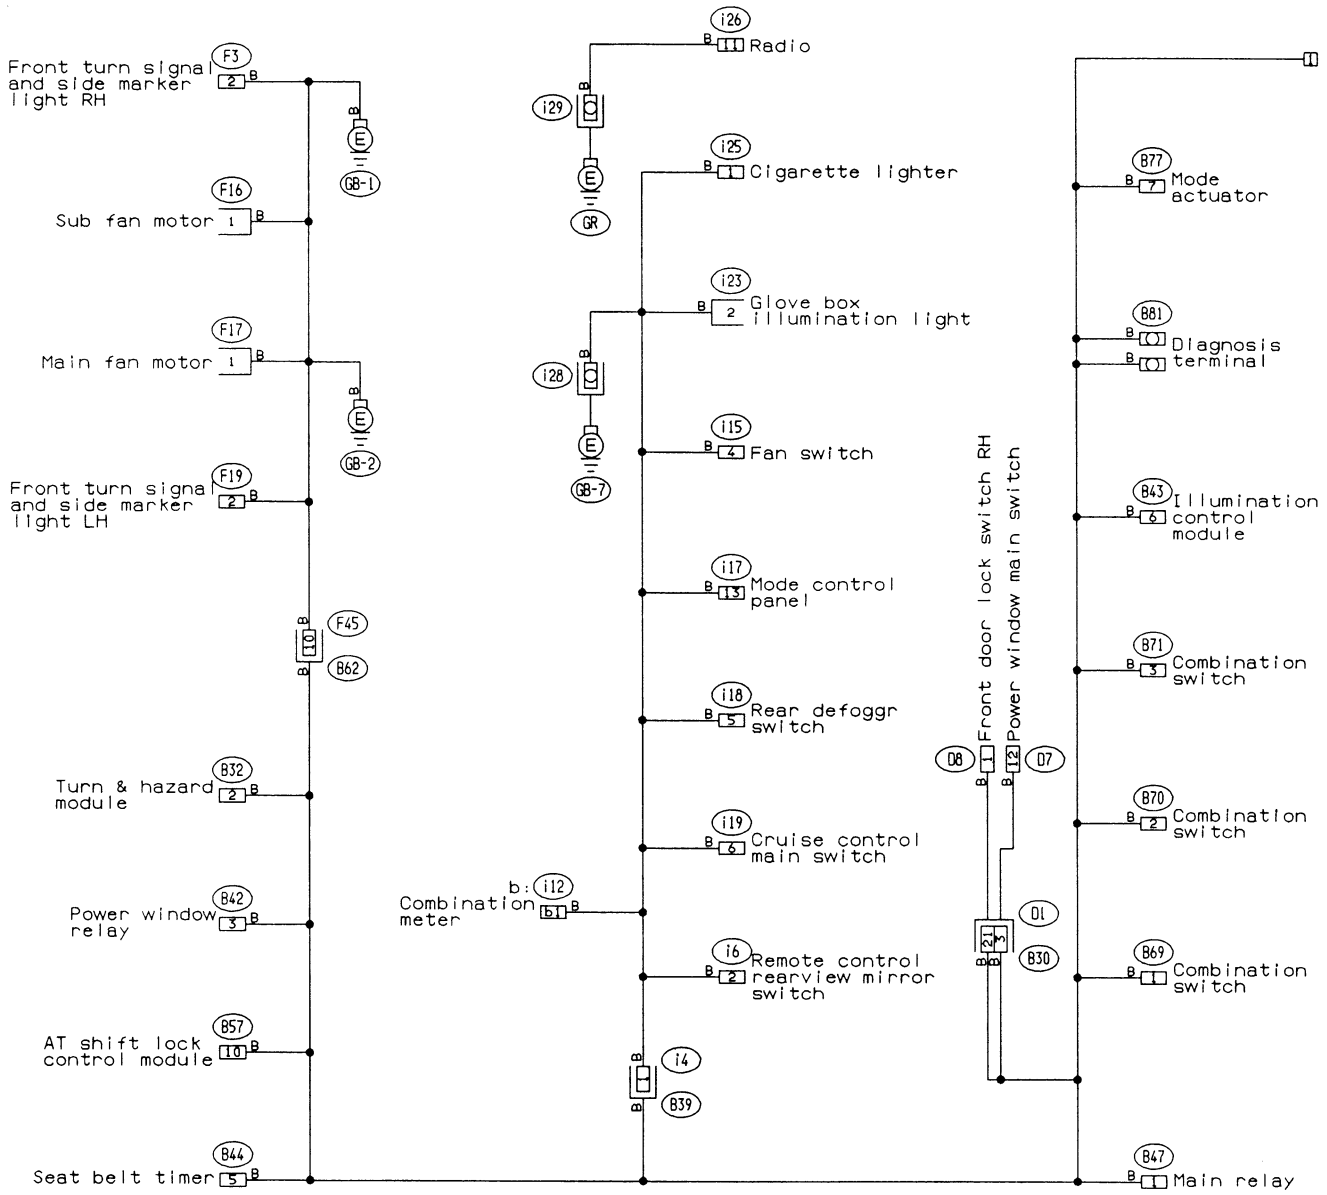 F3
Front turn signal
and side marker
light RH
2
B
B
E
GB-1
F16
Sub fan motor
1
B
F17
Main fan motor
1
B
B
E
GB-2
F19
Front turn signal
and side marker
light LH
2
B
B
10
F45
B62
B
B32
Turn & hazard
module
2
B
B42
Power window
relay
3
B
B57
AT shift lock
control module
10
B
B44
Seat belt timer
5
B
i26
B
11
Radio
B
i29
E
GR
i25
B
1
Cigarette lighter
i23
B
2
Glove box
illumination light
B
i28
E
GB-7
i15
B
4
Fan switch
i17
B
13
Mode control
panel
i18
B
5
Rear defoggr
switch
i19
B
6
Cruise control
main switch
b:
i12
Combination
meter
b1
B
i6
B
2
Remote control
rearview mirror
switch
B
1
i4
B39
B
Front door lock switch RH
Power window main switch
D8
1
12
D7
B
B
21
3
D1
B30
B
B
1
B77
B
7
Mode
actuator
B81
B
B
Diagnosis
terminal
B43
B
6
Illumination
control
module
B71
B
3
Combination
switch
B70
B
2
Combination
switch
B69
B
1
Combination
switch
B47
B
1
Main relay